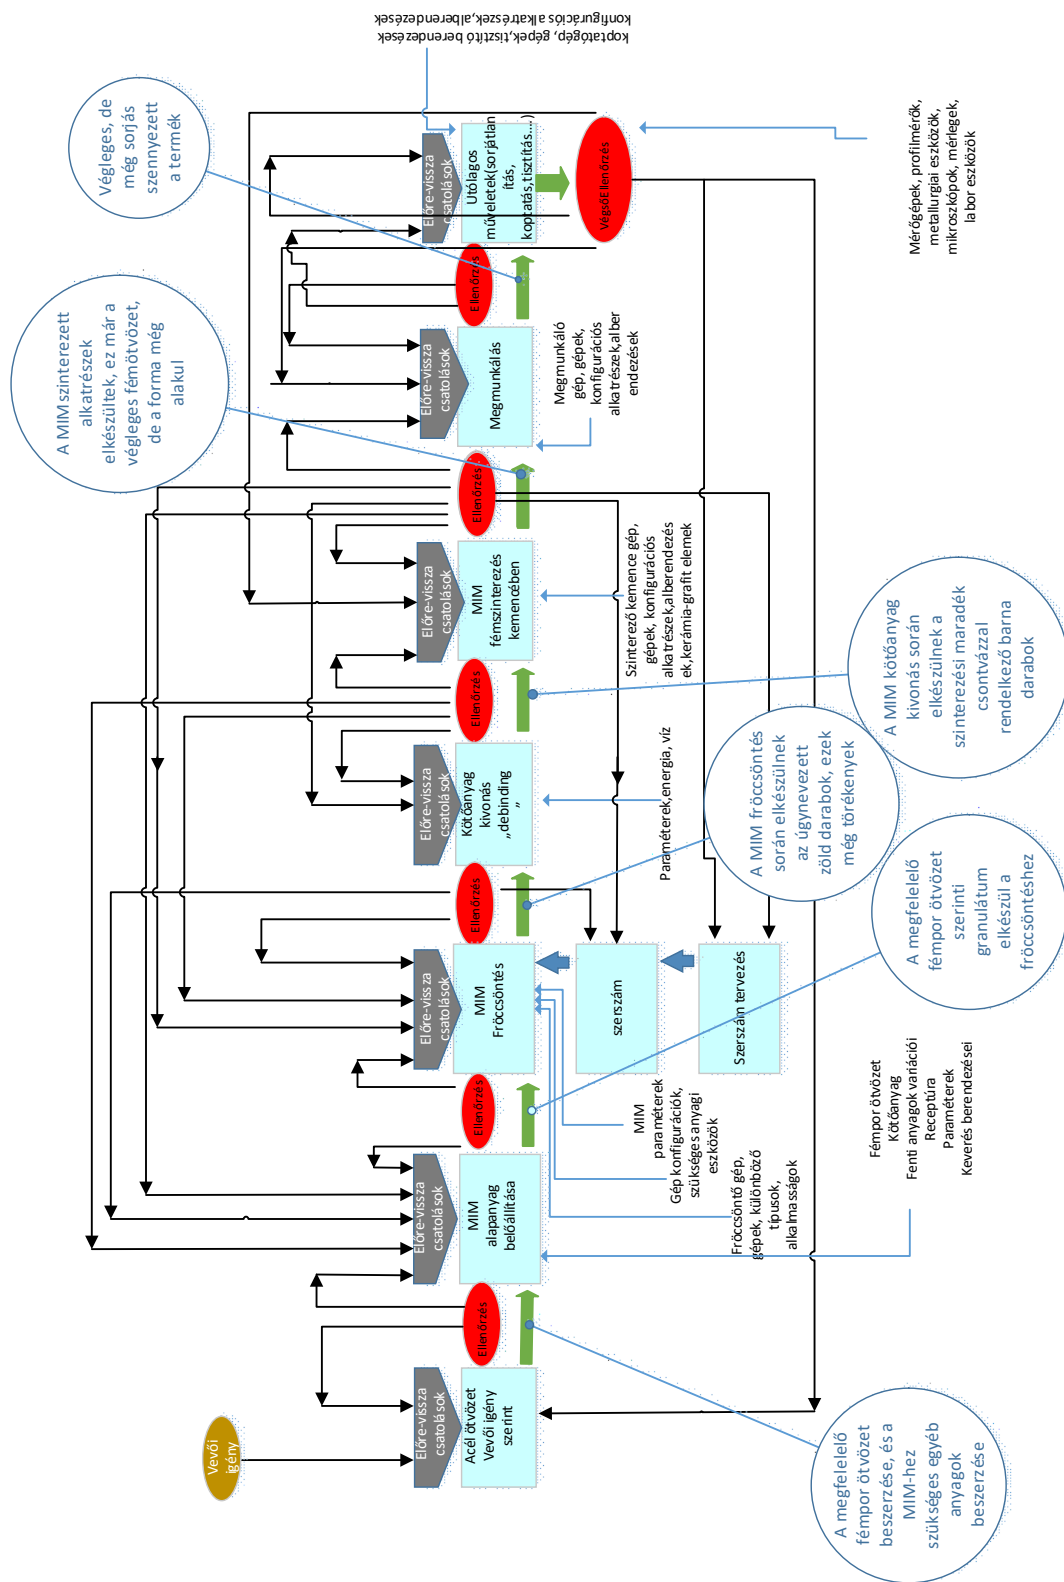 Vevői
igény
Előre-vissza
csatolások
Acél ötvözet
Vevői igény
szerint
Ellenőrzés
A megfelelő
fémpor ötvözet
beszerzése, és a
MIM-hez
szükséges egyéb
anyagok
beszerzése
Előre-vissza
csatolások
MIM
alapanyag
belőállítása
Ellenőrzés
Fémpor ötvözet
Kötőanyag
Fenti anyagok variációi
Receptúra
Paraméterek
Keverés berendezései
A megfelelő
fémpor ötvözet
szerinti
granulátum
elkészül a
fröccsöntéshez
Előre-vissza
csatolások
MIM
Fröccsöntés
Ellenőrzés
szerszám
Szerszám tervezés
MIM
paraméterek
Gép konfigurációk,
szükséges anyagi
eszközök
Fröccsöntő gép,
gépek, különböző
típusok,
alkalmasságok
A MIM fröccsöntés
során elkészülnek
az úgynevezett
zöld darabok, ezek
még törékenyek
Előre-vissza
csatolások
Kötőanyag
kivonás
„debinding
”
Ellenőrzés
Paraméterek,energia, víz
A MIM kötőanyag
kivonás során
elkészülnek a
szinterezési maradék
csontvázzal
rendelkező barna
darabok
Előre-vissza
csatolások
MIM
fémszinterezés
kemencében
Ellenőrzés
Szinterező kemence gép,
gépek, konfigurációs
alkatrésze,alberendezés
ek,kerámia-grafit elemek
A MIM szinterezett
alkatrészek
elkészültek, ez már a
végleges fémötvözet,
de a forma még
alakul
Előre-vissza
csatolások
Megmunkálás
Ellenőrzés
Megmunkáló
gép, gépek,
konfigurációs
alkatrészek,alber
endezések
Végleges, de
még sorjás
szennyezett
a termék
Előre-vissza
csatolások
Utólagos
műveletek(sorjátlan
ítás,
koptatás,tisztítás....)
VégsőEllenőrzés
koptatógép, gépek,tisztító berendezések
konfigurációs alkatrészek,alberendezések
Mérőgépek, profilmérők,
metallurgiai eszközök,
mikroszkópok, mérlegek,
labor eszközök